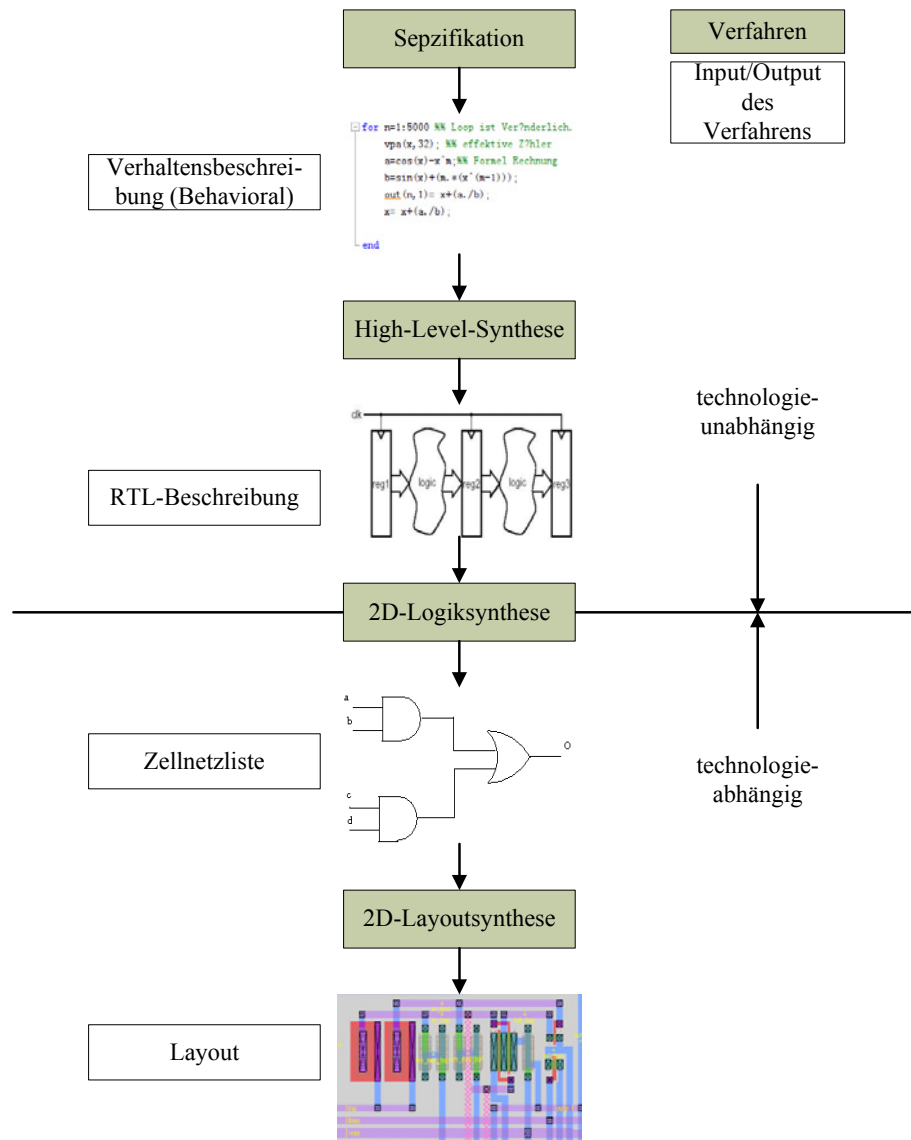 Sepzifikation
Verfahren
Input/Output
des
Verfahrens
Verhaltensbeschrei-
bung (Behavioral)
for n=1:5000 %% Loop ist Ver?nderlich.
vpa(x,32); %% effektive Z?hler
a=cos(x)-x^m;%% Formel Rechnung
b=sin(x)+(m.*(x^(m-1)));
out(n,1)= x+(a./b);
x= x+(a./b);
end
High-Level-Synthese
technologie-
unabhängig
clk
reg1
logic
reg2
logic
reg3
RTL-Beschreibung
2D-Logiksynthese
a
b
O
c
d
Zellnetzliste
technologie-
abhängig
2D-Layoutsynthese
Layout